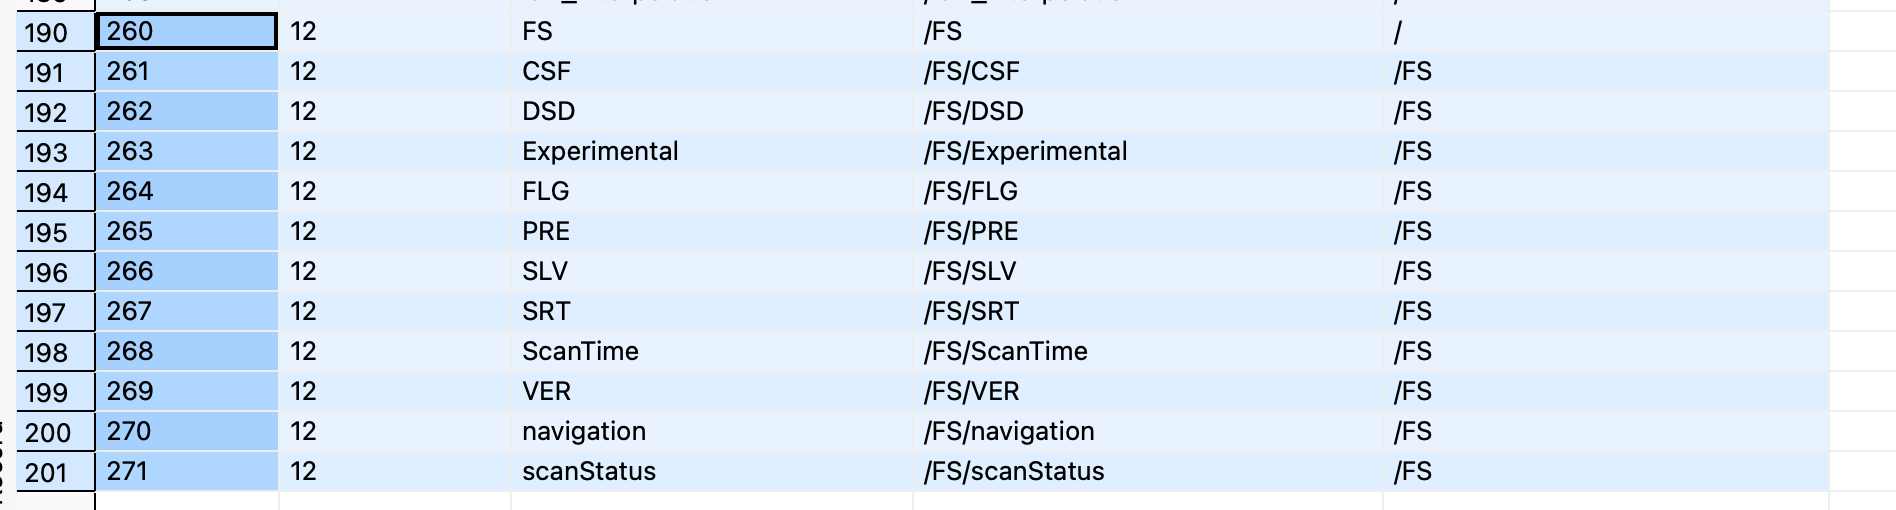 190 260 12 FS /FS /
191 261 12 CSF /FS/CSF /FS
192 262 12 DSD /FS/DSD /FS
193 263 12 Experimental /FS/Experimental /FS
194 264 12 FLG /FS/FLG /FS
195 265 12 PRE /FS/PRE /FS
196 266 12 SLV /FS/SLV /FS
197 267 12 SRT /FS/SRT /FS
198 268 12 ScanTime /FS/ScanTime /FS
199 269 12 VER /FS/VER /FS
200 270 12 navigation /FS/navigation /FS
201 271 12 scanStatus /FS/scanStatus /FS